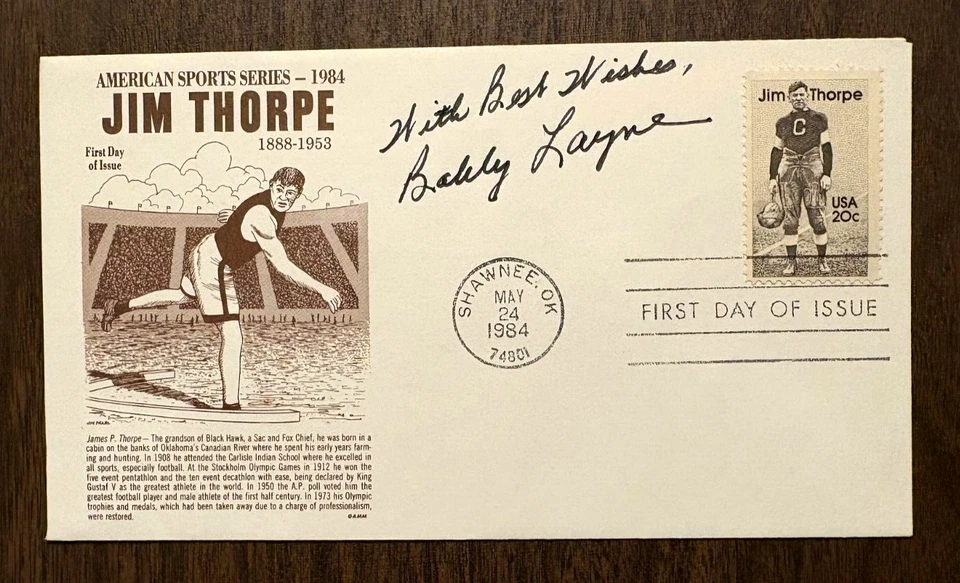 AMERICAN SPORTS SERIES – 1984
JIM THORPE
1888-1953
First Day
of Issue
With Best Wishes,
Bobby Layne
Jim Thorpe
C
USA
20c
SHAWNEE, OK
MAY
24
1984
74801
FIRST DAY OF ISSUE
James P. Thorpe — The grandson of Black Hawk, a Sac and Fox Chief, he was born in a
cabin on the banks of Oklahoma's Canadian River where he spent his early years farm-
ing and hunting. In 1908 he attended the Carlisle Indian School where he excelled in
all sports, especially football. At the Stockholm Olympic Games in 1912 he won the
five event pentathlon and the ten event decathlon with ease, being declared by King
Gustaf V as the greatest athlete in the world. In 1950 the A.P. poll voted him the
greatest football player and male athlete of the first half century. In 1973 his Olympic
trophies and medals, which had been taken away due to a charge of professionalism,
were restored.
GAMM